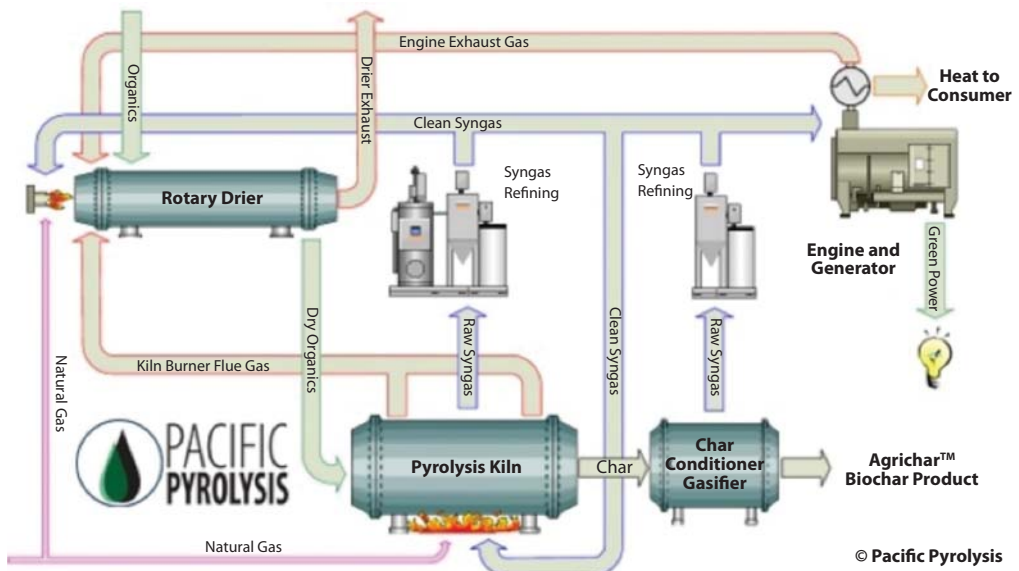 Engine Exhaust Gas
Organics
Drier Exhaust
Heat to
Consumer
Clean Syngas
Syngas
Refining
Syngas
Refining
Rotary Drier
Engine and
Generator
Green Power
Dry Organics
Raw Syngas
Clean Syngas
Raw Syngas
Kiln Burner Flue Gas
Natural Gas
PACIFIC
PYROLYSIS
Pyrolysis Kiln
Char
Char
Conditioner
Gasifier
Agrichar™
Biochar Product
Natural Gas
© Pacific Pyrolysis